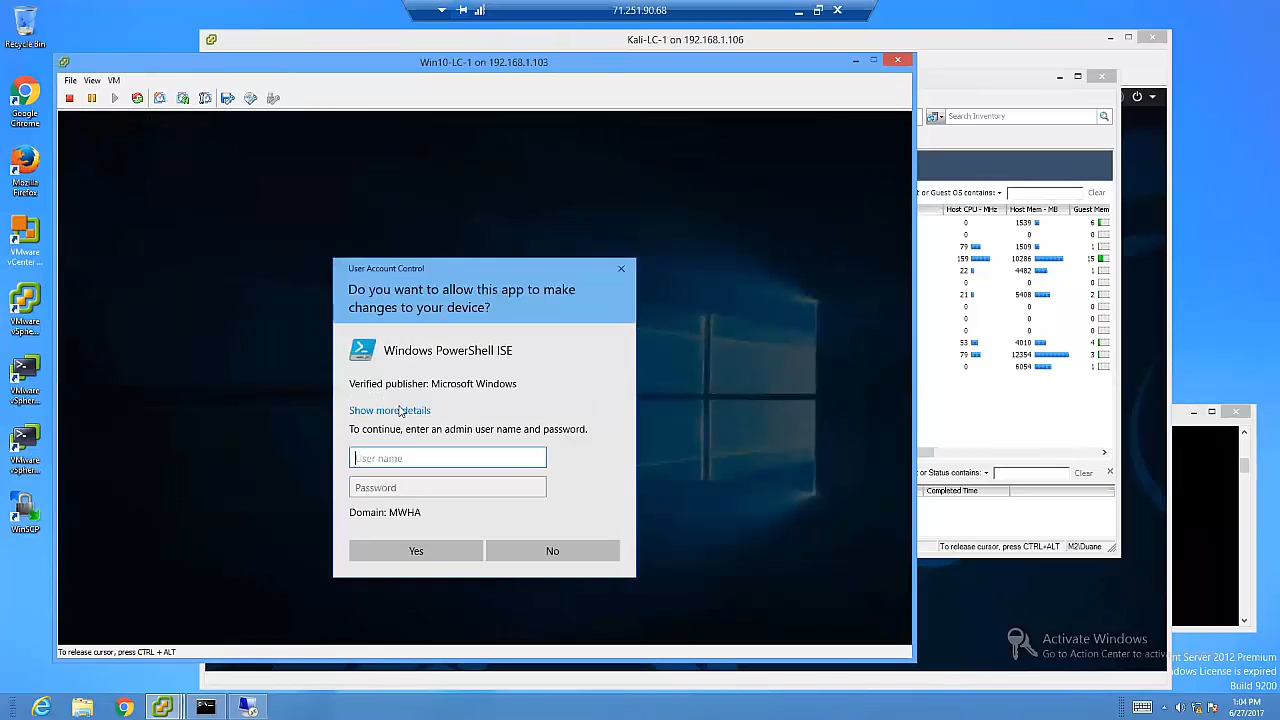 71.251.90.68
Recycle Bin
Google Chrome
Mozilla Firefox
VMware vCenter ...
VMware vSphe...
VMware vSpher...
VMware vSpher...
WinSCP
Kali-LC-1 on 192.168.1.106
Win10-LC-1 on 192.168.1.103
File View VM
User Account Control
Do you want to allow this app to make
changes to your device?
Windows PowerShell ISE
Verified publisher: Microsoft Windows
Show more details
To continue, enter an admin user name and password.
User name
Password
Domain: MWHA
Yes No
To release cursor, press CTRL + ALT
Search Inventory
t or Guest OS contains: Clear
Host CPU - MHz Host Mem - MB Guest Mem
0 1539 6
0 0 0
79 1509 1
159 10286 15
22 4482 1
0 0 0
21 5408 2
0 0 0
0 0 0
0 0 0
53 4010 4
79 12354 3
0 6054 1
t or Status contains: Clear
Completed Time
To release cursor, press CTRL+ALT M2\Duane
Activate Windows
Go to Action Center to activ
nt Server 2012 Premium
dows License is expired
Build 9200
1:04 PM
6/27/2017